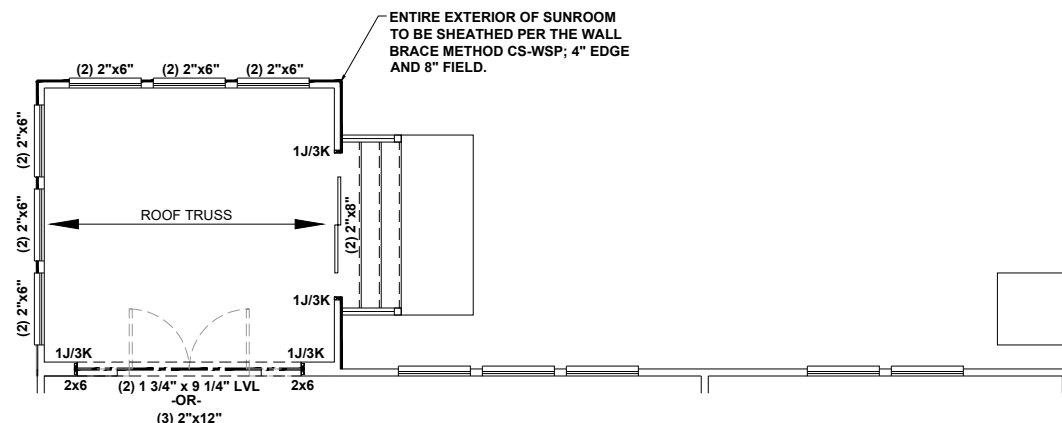 ENTIRE EXTERIOR OF SUNROOM
TO BE SHEATHED PER THE WALL
BRACE METHOD CS-WSP; 4" EDGE
AND 8" FIELD.
(2) 2"x6"
(2) 2"x6"
(2) 2"x6"
(2) 2"x6"
(2) 2"x6"
(2) 2"x6"
1J/3K
ROOF TRUSS
(2) 2"x8"
1J/3K
1J/3K
1J/3K
2x6
(2) 1 3/4" x 9 1/4" LVL
2x6
-OR-
(3) 2"x12"